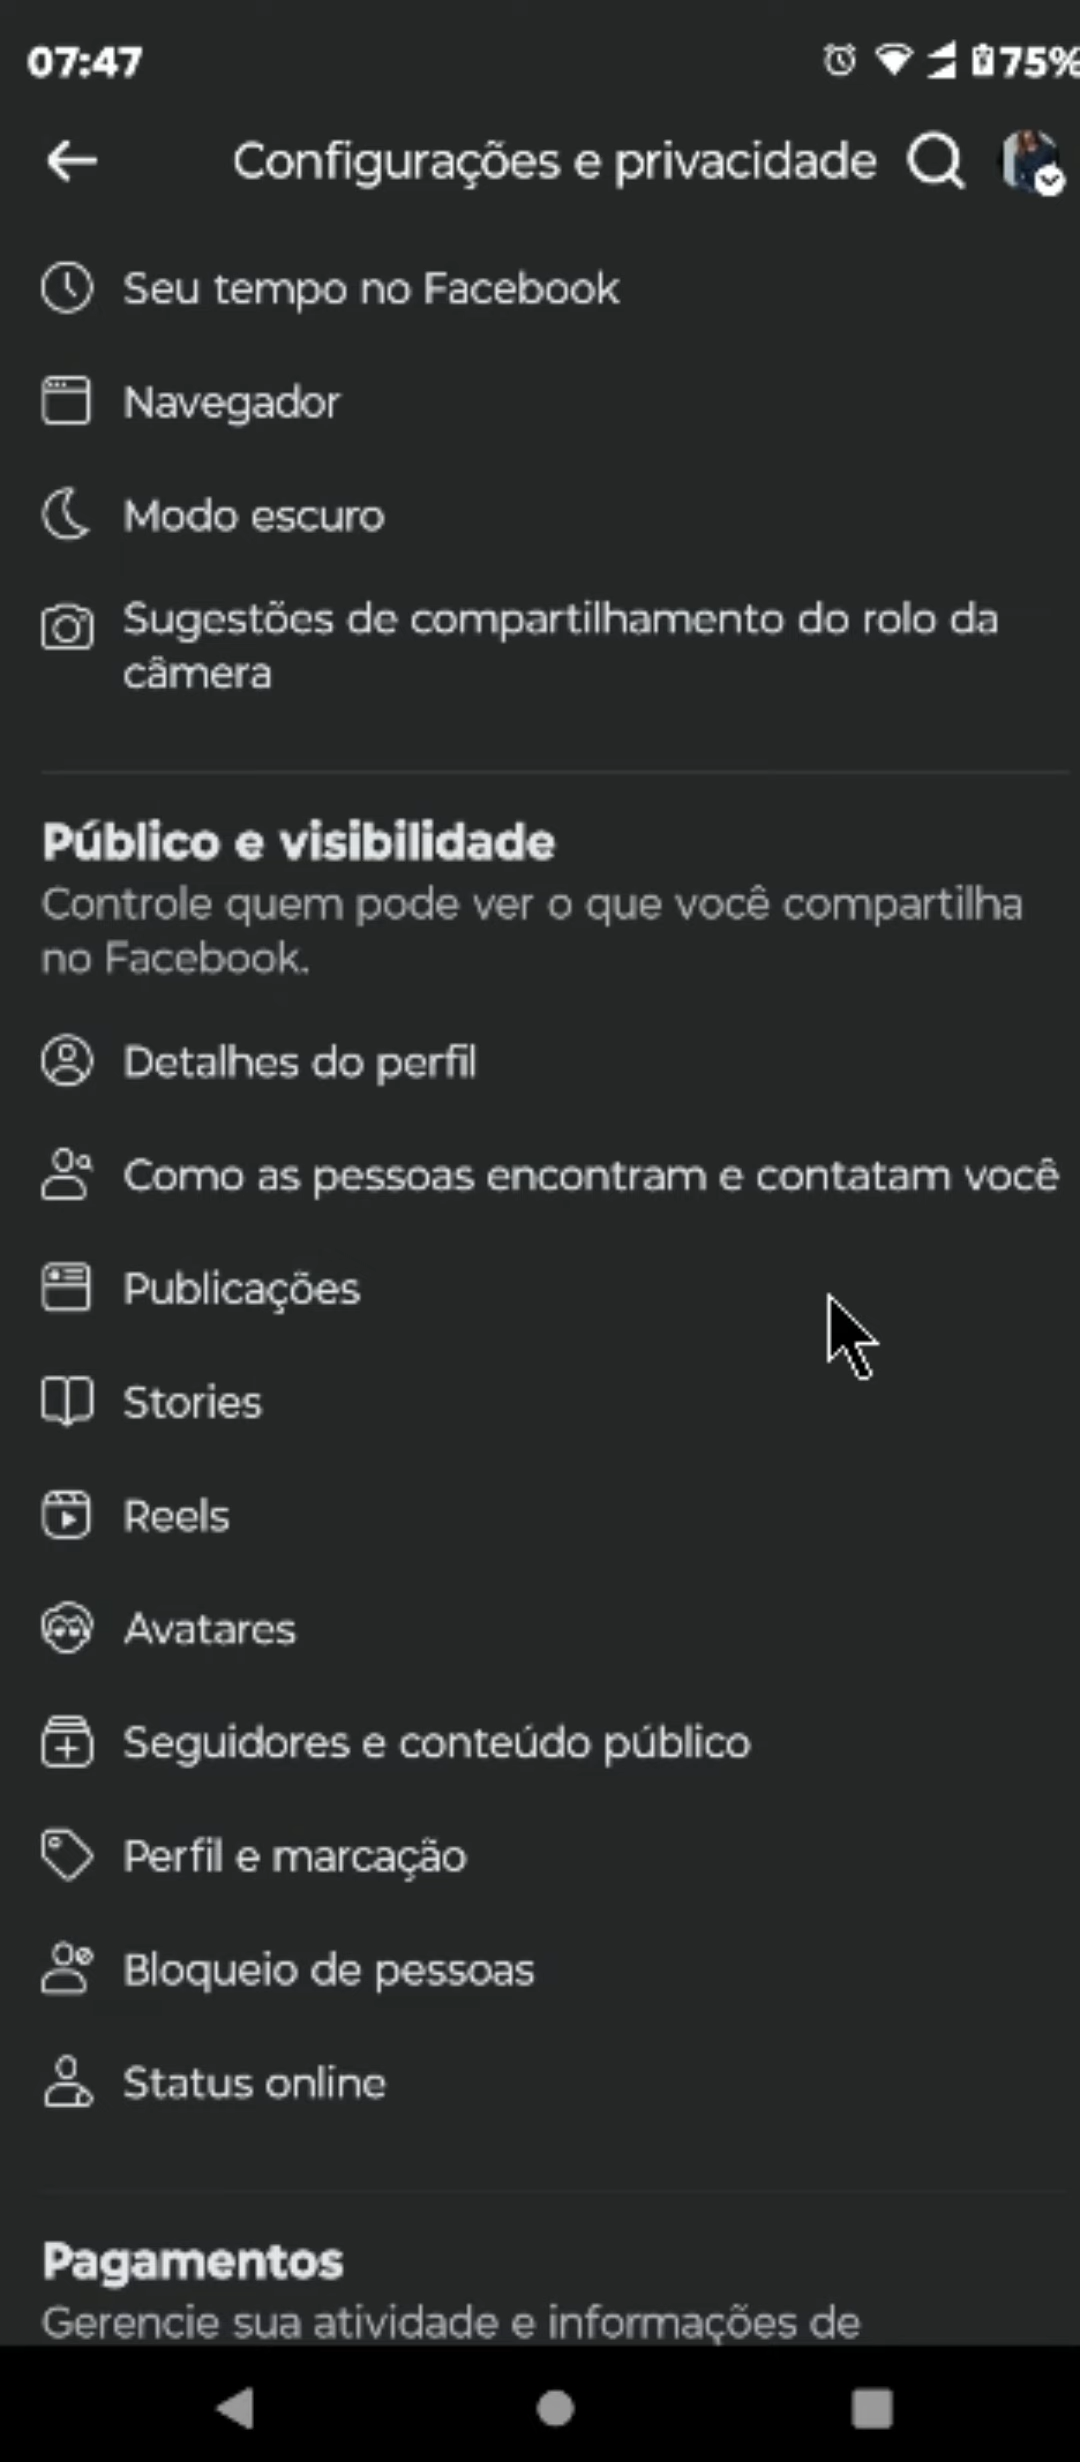 07:47
75%
Configurações e privacidade
Seu tempo no Facebook
Navegador
Modo escuro
Sugestões de compartilhamento do rolo da
câmera
Público e visibilidade
Controle quem pode ver o que você compartilha
no Facebook.
Detalhes do perfil
Como as pessoas encontram e contatam você
Publicações
Stories
Reels
Avatares
Seguidores e conteúdo público
Perfil e marcação
Bloqueio de pessoas
Status online
Pagamentos
Gerencie sua atividade e informações de